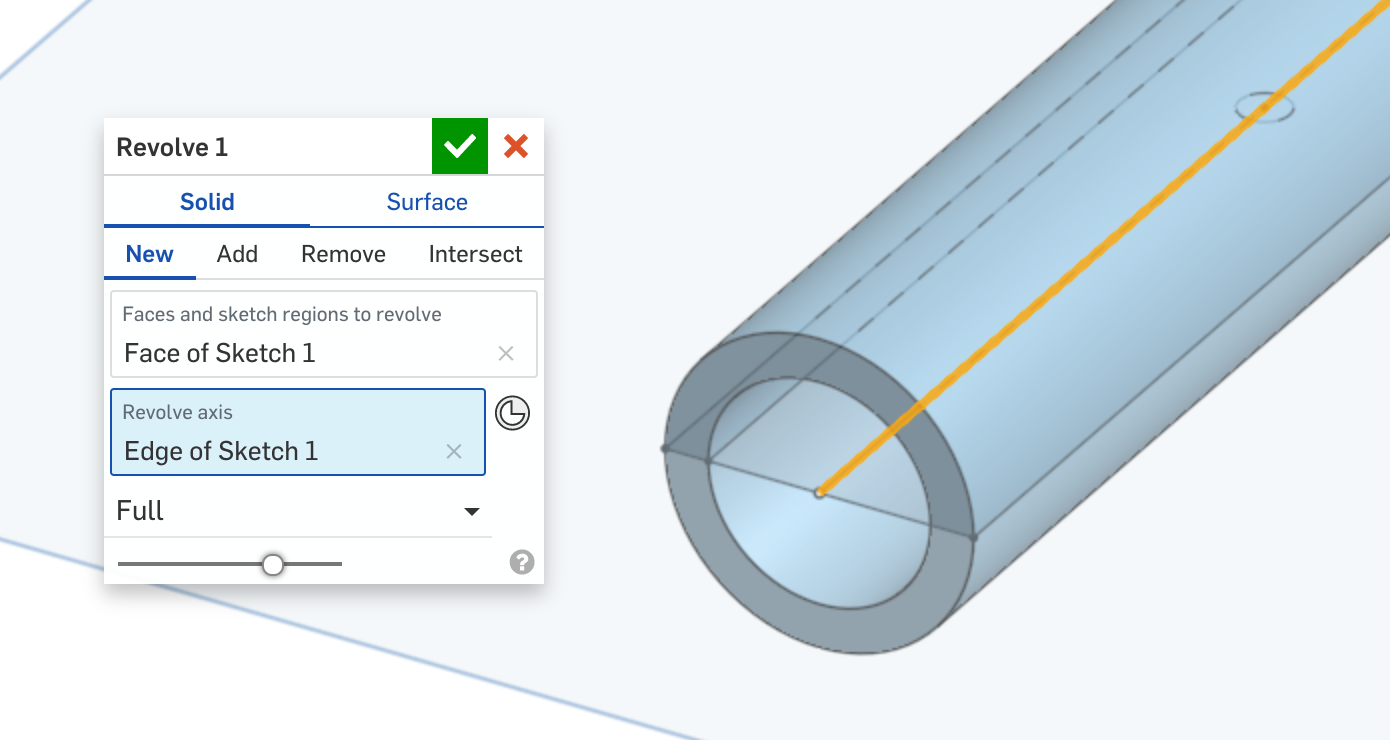 Revolve 1
Solid Surface
New Add Remove Intersect
Faces and sketch regions to revolve
Face of Sketch 1
Revolve axis
Edge of Sketch 1
Full
?